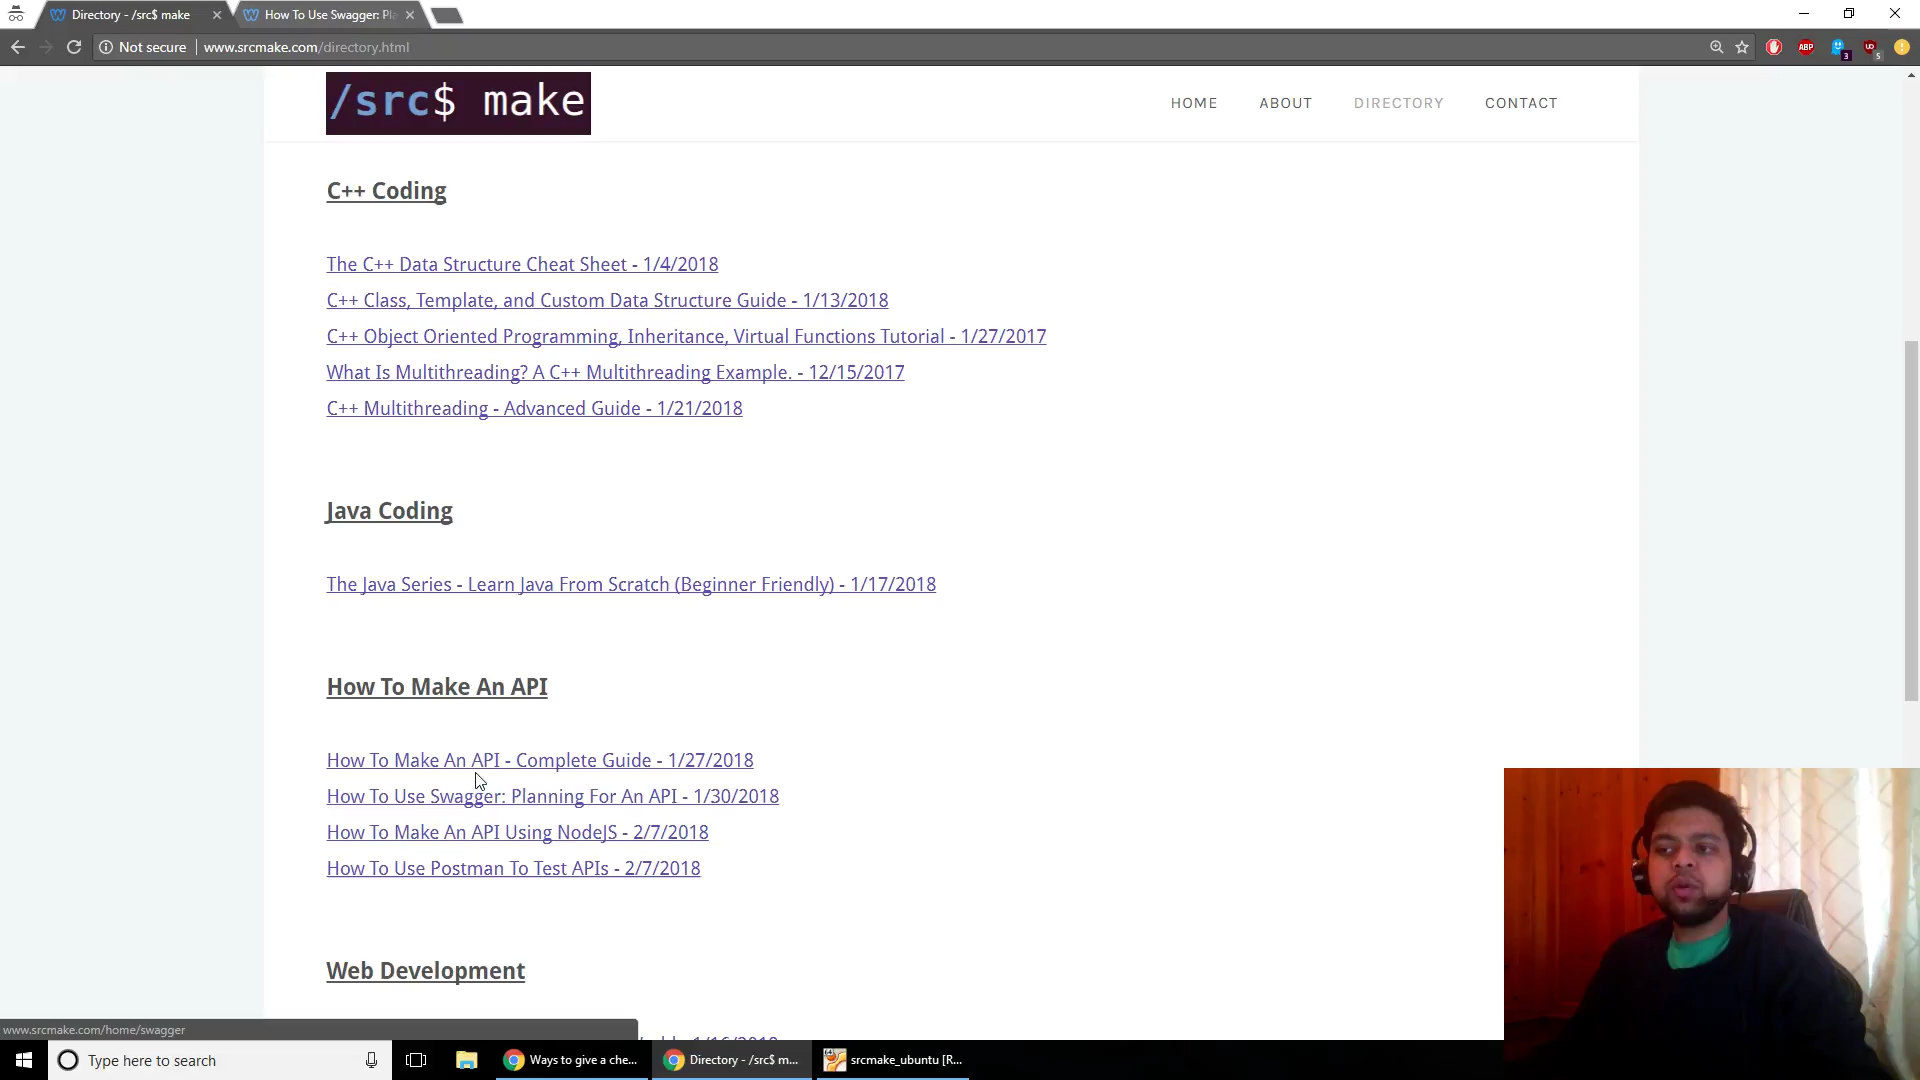 Directory - /src$ make
How To Use Swagger: Pl
Not secure
www.srcmake.com/directory.html
ABP
3
5
/src$ make
HOME
ABOUT
DIRECTORY
CONTACT
C++ Coding
The C++ Data Structure Cheat Sheet - 1/4/2018
C++ Class, Template, and Custom Data Structure Guide - 1/13/2018
C++ Object Oriented Programming, Inheritance, Virtual Functions Tutorial - 1/27/2017
What Is Multithreading? A C++ Multithreading Example. - 12/15/2017
C++ Multithreading - Advanced Guide - 1/21/2018
Java Coding
The Java Series - Learn Java From Scratch (Beginner Friendly) - 1/17/2018
How To Make An API
How To Make An API - Complete Guide - 1/27/2018
How To Use Swagger: Planning For An API - 1/30/2018
How To Make An API Using NodeJS - 2/7/2018
How To Use Postman To Test APIs - 2/7/2018
Web Development
www.srcmake.com/home/swagger
Type here to search
Ways to give a che...
Directory - /src$ m...
srcmake_ubuntu [R...